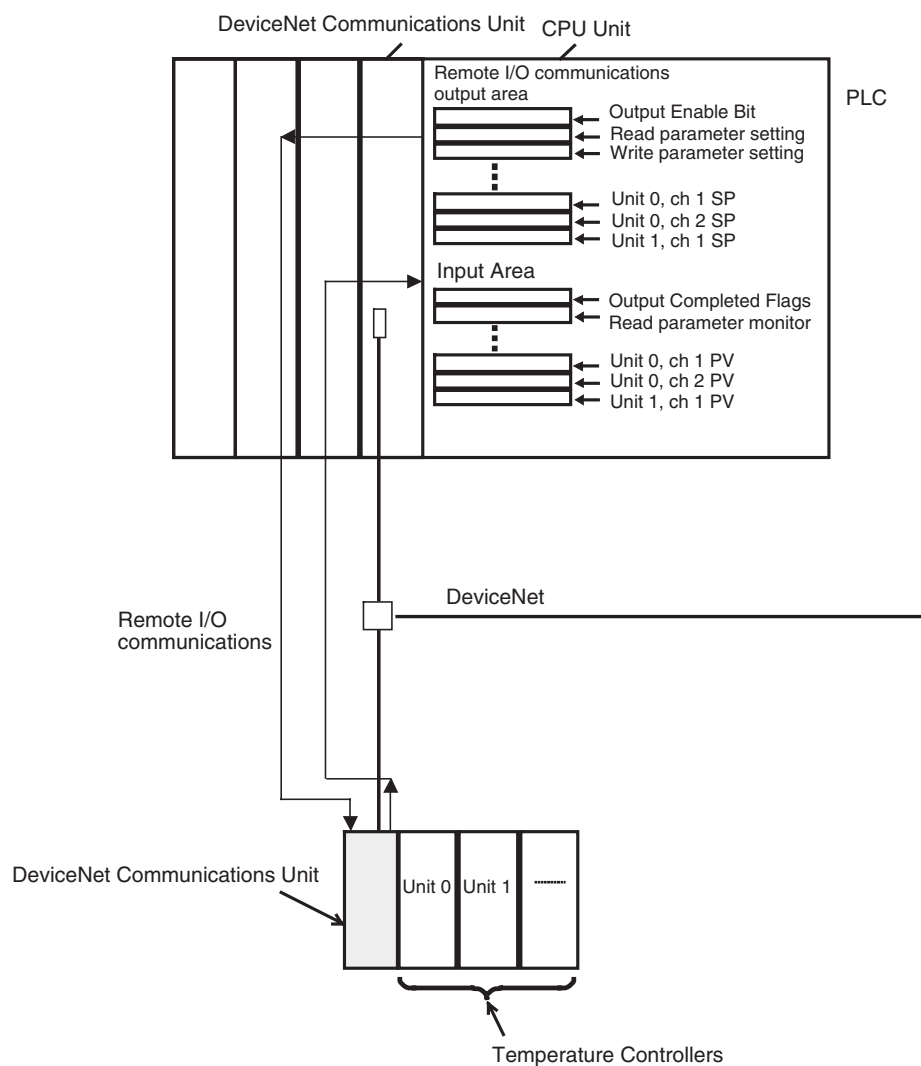 DeviceNet Communications Unit
CPU Unit
PLC
Remote I/O communications
output area
Output Enable Bit
Read parameter setting
Write parameter setting
Unit 0, ch 1 SP
Unit 0, ch 2 SP
Unit 1, ch 1 SP
Input Area
Output Completed Flags
Read parameter monitor
Unit 0, ch 1 PV
Unit 0, ch 2 PV
Unit 1, ch 1 PV
DeviceNet
Remote I/O
communications
DeviceNet Communications Unit
Unit 0
Unit 1
Temperature Controllers